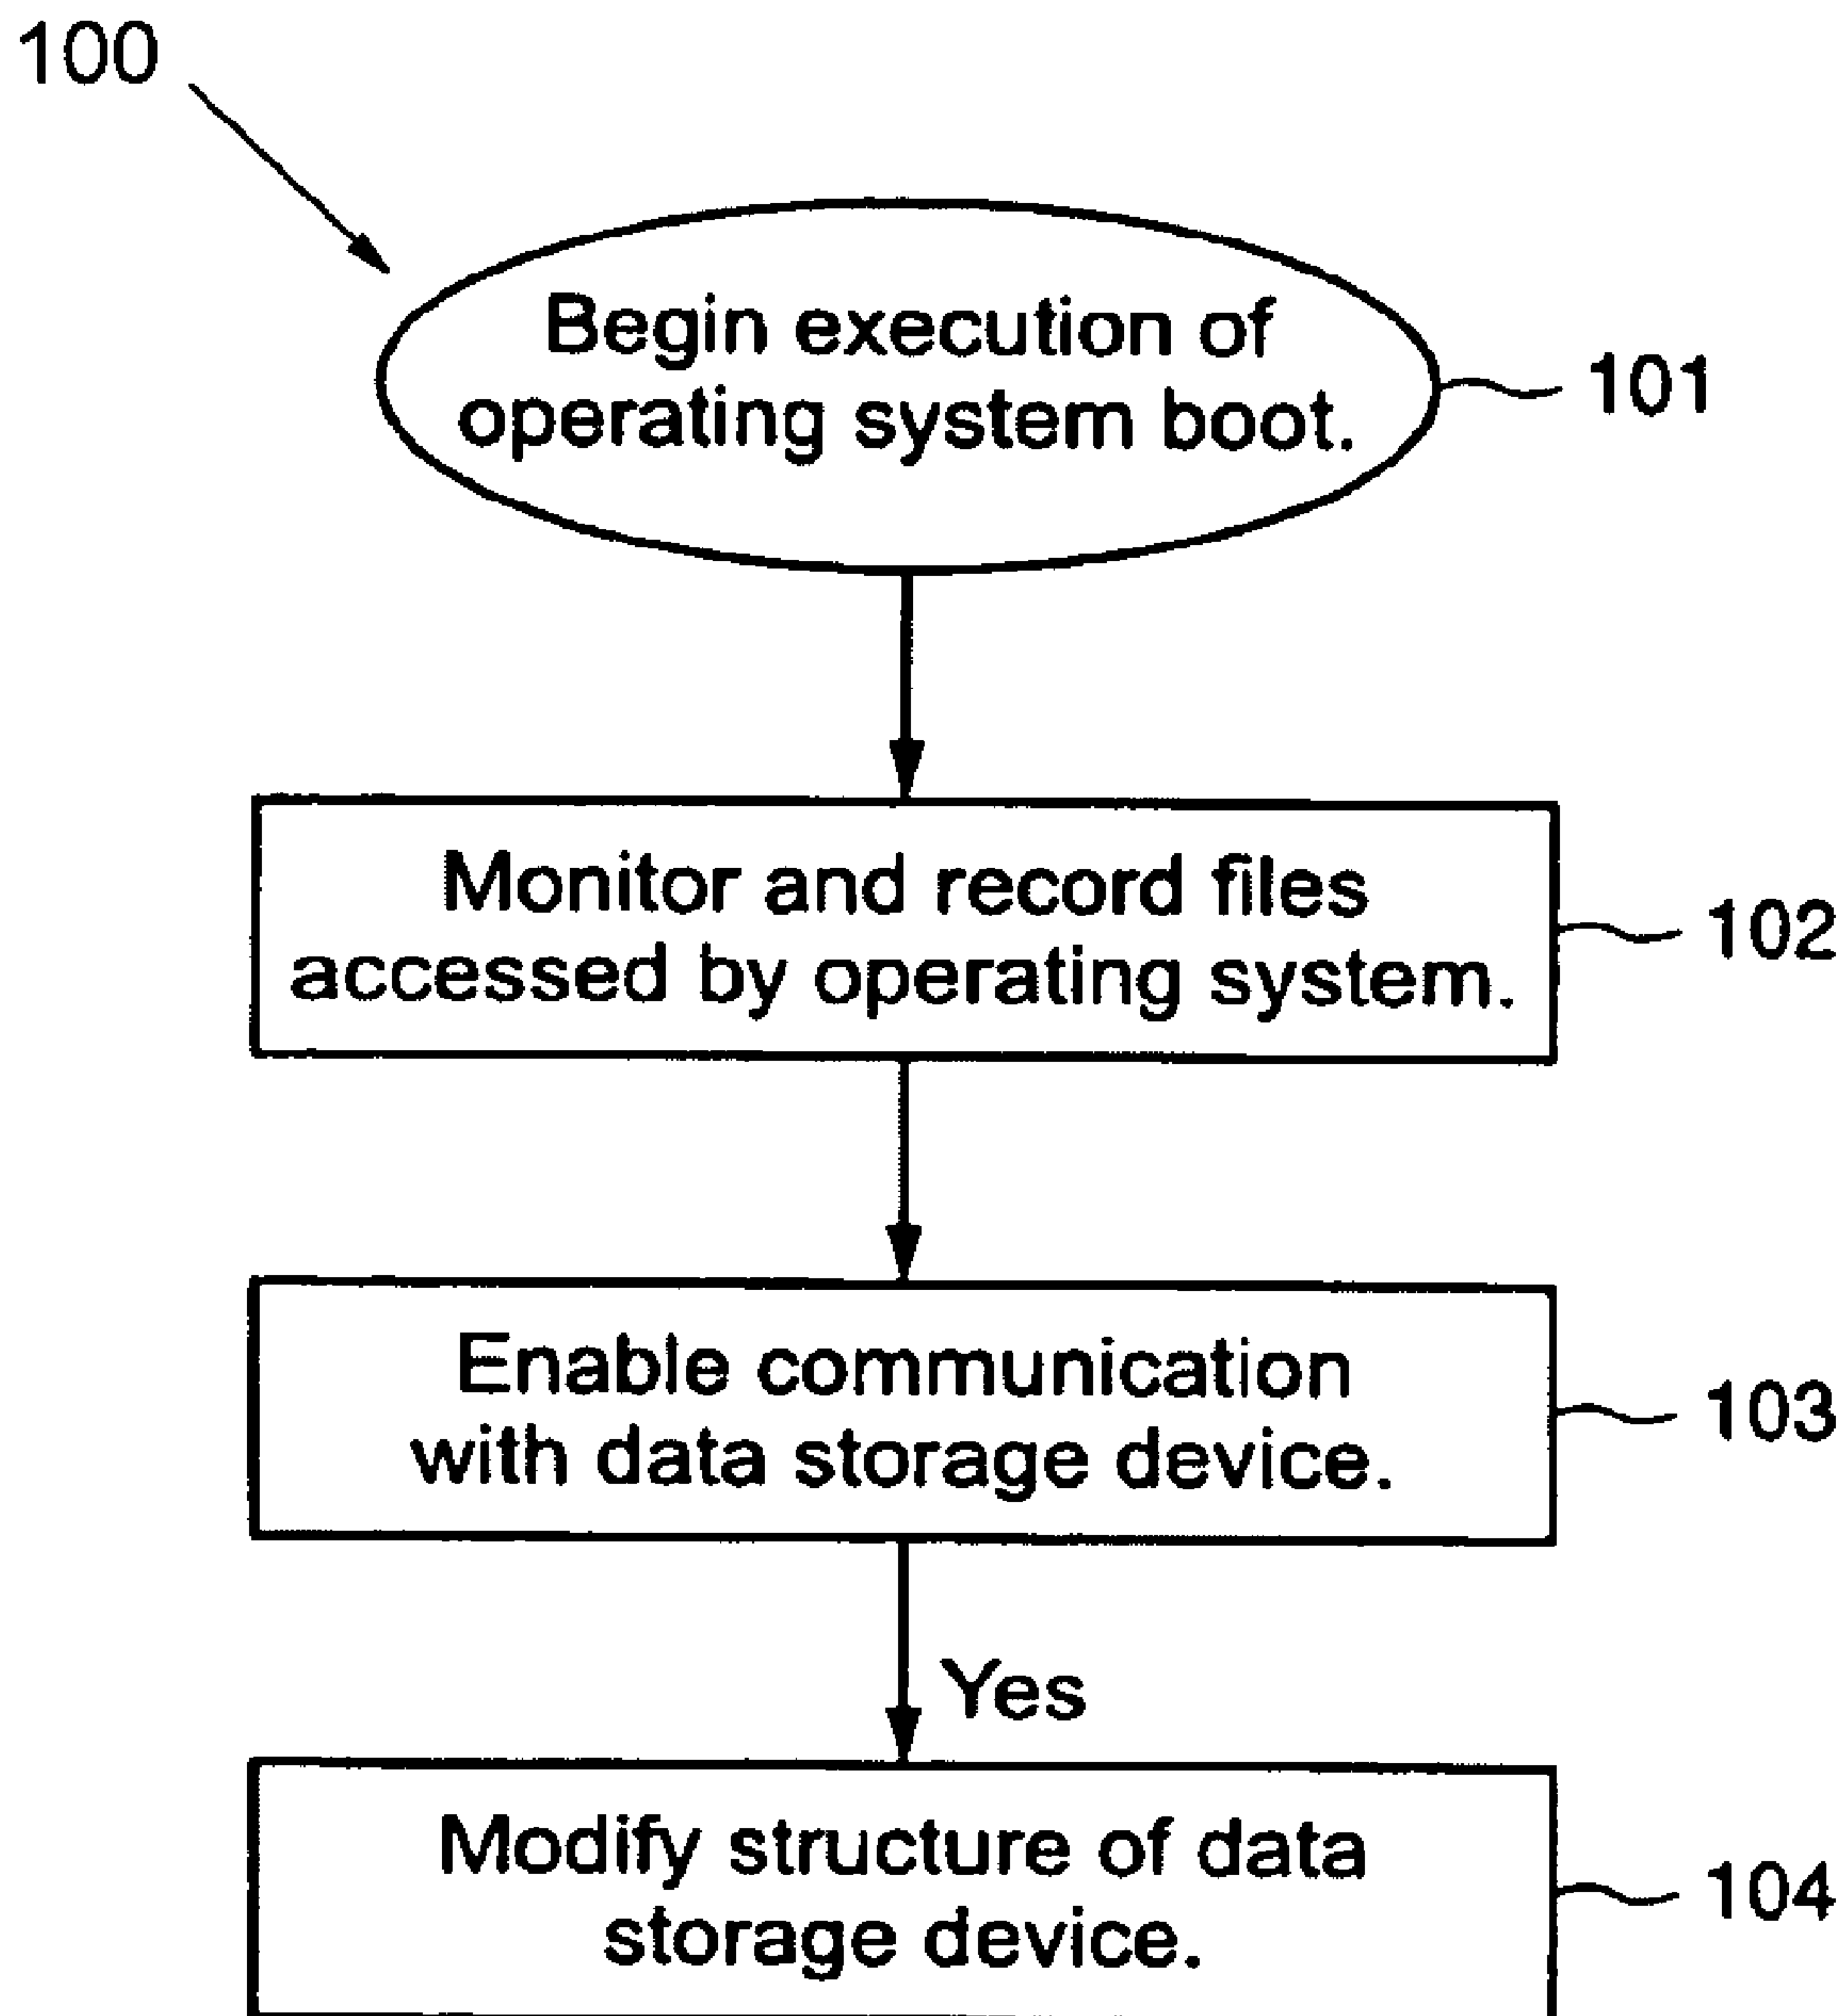 100
Begin execution of
operating system boot.
101
Monitor and record files
accessed by operating system.
102
Enable communication
with data storage device.
103
Yes
Modify structure of data
storage device.
104